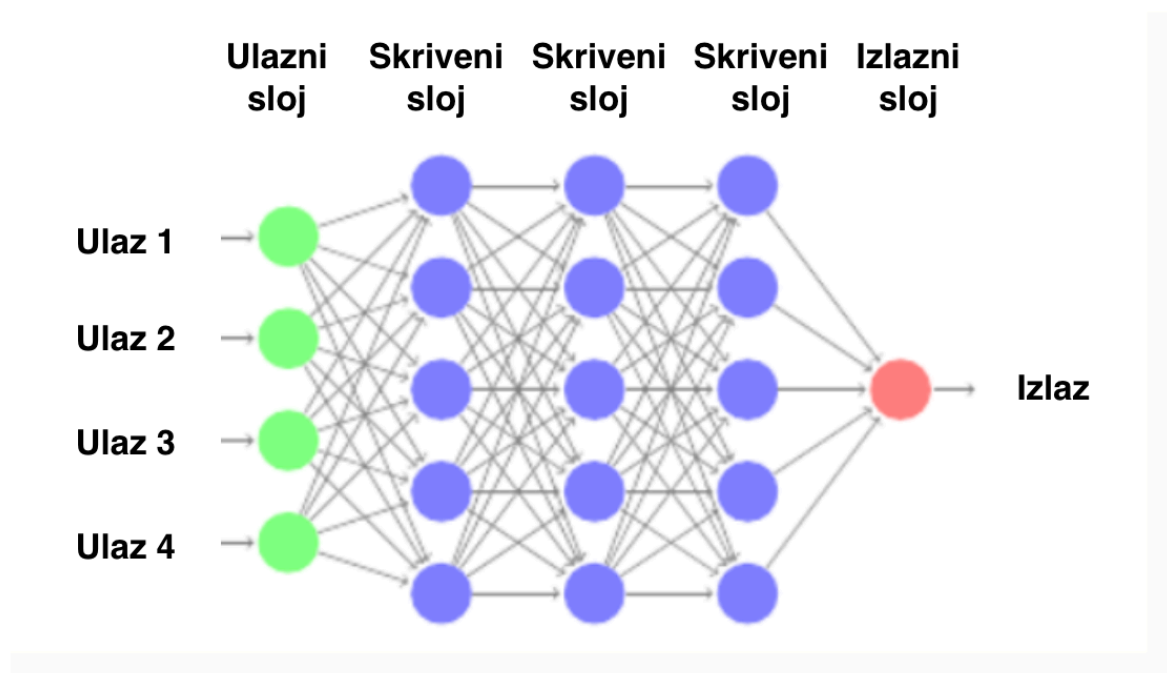 Ulazni
sloj
Skriveni
sloj
Skriveni
sloj
Skriveni
sloj
Izlazni
sloj
Ulaz 1
Ulaz 2
Ulaz 3
Ulaz 4
Izlaz